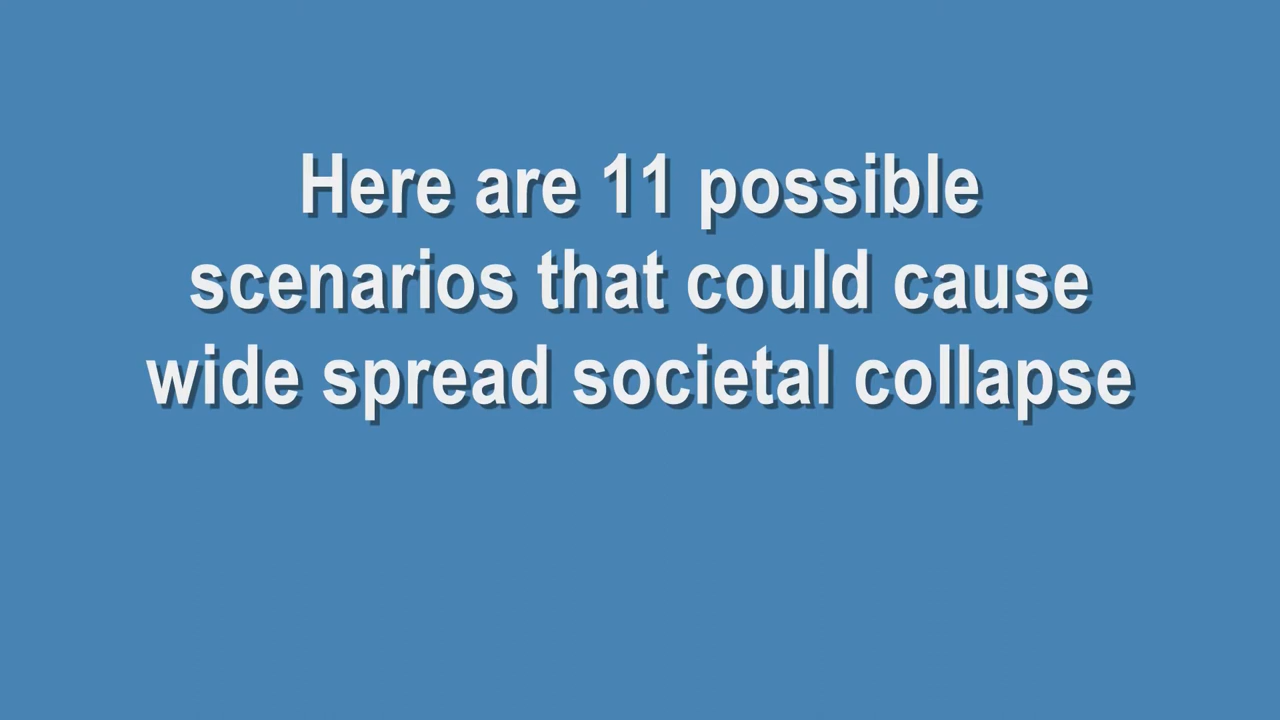 Here are 11 possible
scenarios that could cause
wide spread societal collapse